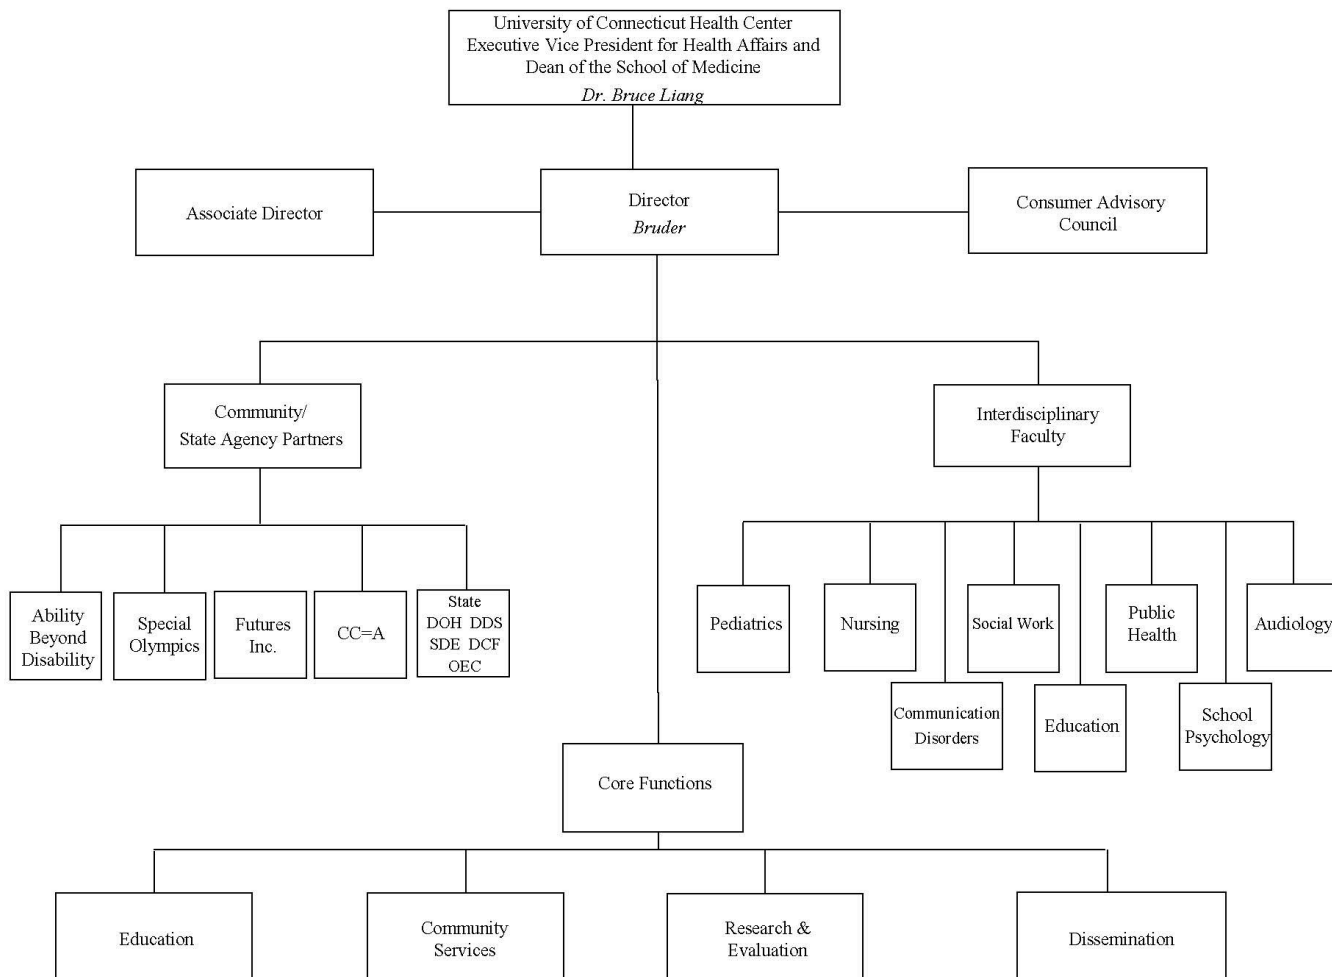 University of Connecticut Health Center
Executive Vice President for Health Affairs and
Dean of the School of Medicine
Dr. Bruce Liang
Associate Director
Director
Bruder
Consumer Advisory
Council
Community/
State Agency Partners
Interdisciplinary
Faculty
Ability
Beyond
Disability
Special
Olympics
Futures
Inc.
CC=A
State
DOH DDS
SDE DCF
OEC
Pediatrics
Nursing
Social Work
Public
Health
Audiology
Communication
Disorders
Education
School
Psychology
Core Functions
Education
Community
Services
Research &
Evaluation
Dissemination